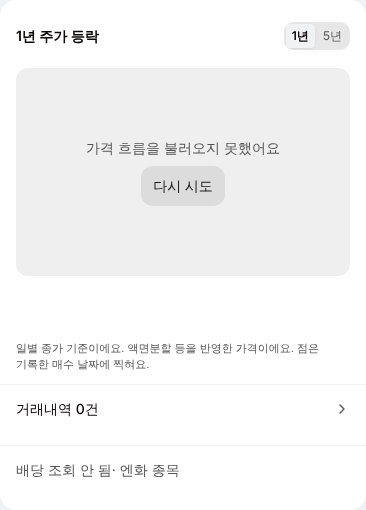 1년 주가 등락
1년 5년
가격 흐름을 불러오지 못했어요
다시 시도
일별 종가 기준이에요. 액면분할 등을 반영한 가격이에요. 점은
기록한 매수 날짜에 찍혀요.
거래내역 0건
배당 조회 안 됨· 엔화 종목